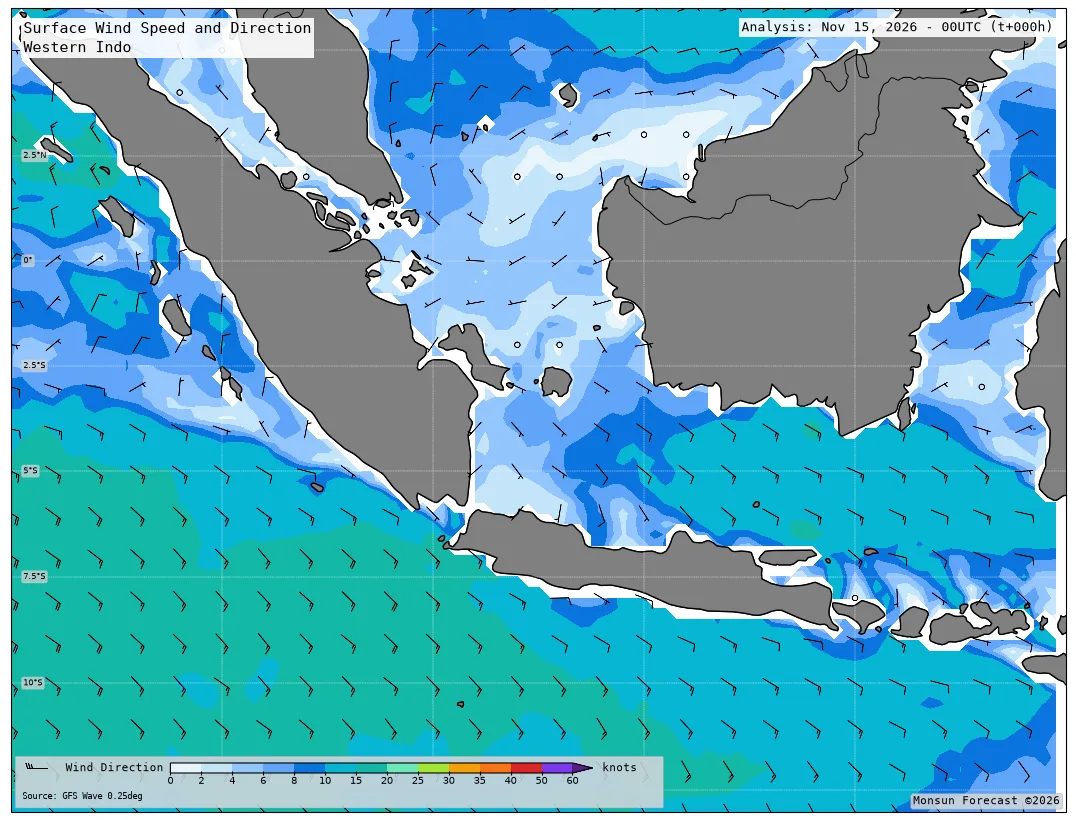 Surface Wind Speed and Direction
Western Indo
Analysis: Nov 15, 2026 - 00UTC (t+000h)
2.5°N
0°
2.5°S
5°S
7.5°S
10°S
Wind Direction
0 2 4 6 8 10 15 20 25 30 35 40 50 60
knots
Source: GFS Wave 0.25deg
Monsun Forecast ©2026